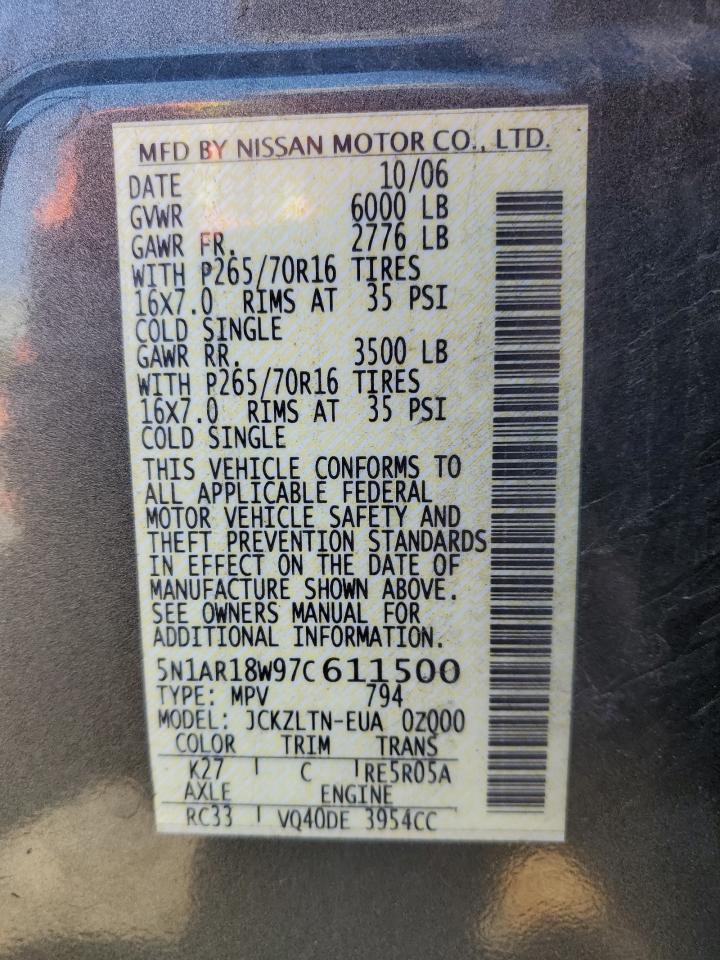 MFD BY NISSAN MOTOR CO., LTD.
DATE 10/06
GVWR 6000 LB
GAWR FR. 2776 LB
WITH P265/70R16 TIRES
16X7.0 RIMS AT 35 PSI
COLD SINGLE
GAWR RR. 3500 LB
WITH P265/70R16 TIRES
16X7.0 RIMS AT 35 PSI
COLD SINGLE
THIS VEHICLE CONFORMS TO
ALL APPLICABLE FEDERAL
MOTOR VEHICLE SAFETY AND
THEFT PREVENTION STANDARDS
IN EFFECT ON THE DATE OF
MANUFACTURE SHOWN ABOVE.
SEE OWNERS MANUAL FOR
ADDITIONAL INFORMATION.
5N1AR18W97C611500
TYPE: MPV 794
MODEL: JCKZLTN-EUA 0ZQ00
COLOR TRIM TRANS
K27 C RE5R05A
AXLE ENGINE
RC33 VQ40DE 3954CC